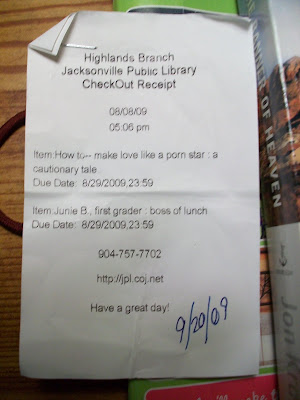 Highlands Branch
Jacksonville Public Library
CheckOut Receipt
08/08/09
05:06 pm
Item:How to-- make love like a porn star : a
cautionary tale
Due Date: 8/29/2009,23:59
Item:Junie B., first grader : boss of lunch
Due Date: 8/29/2009,23:59
904-757-7702
http://jpl.coj.net
Have a great day!
9/20/09
OF HEAVEN